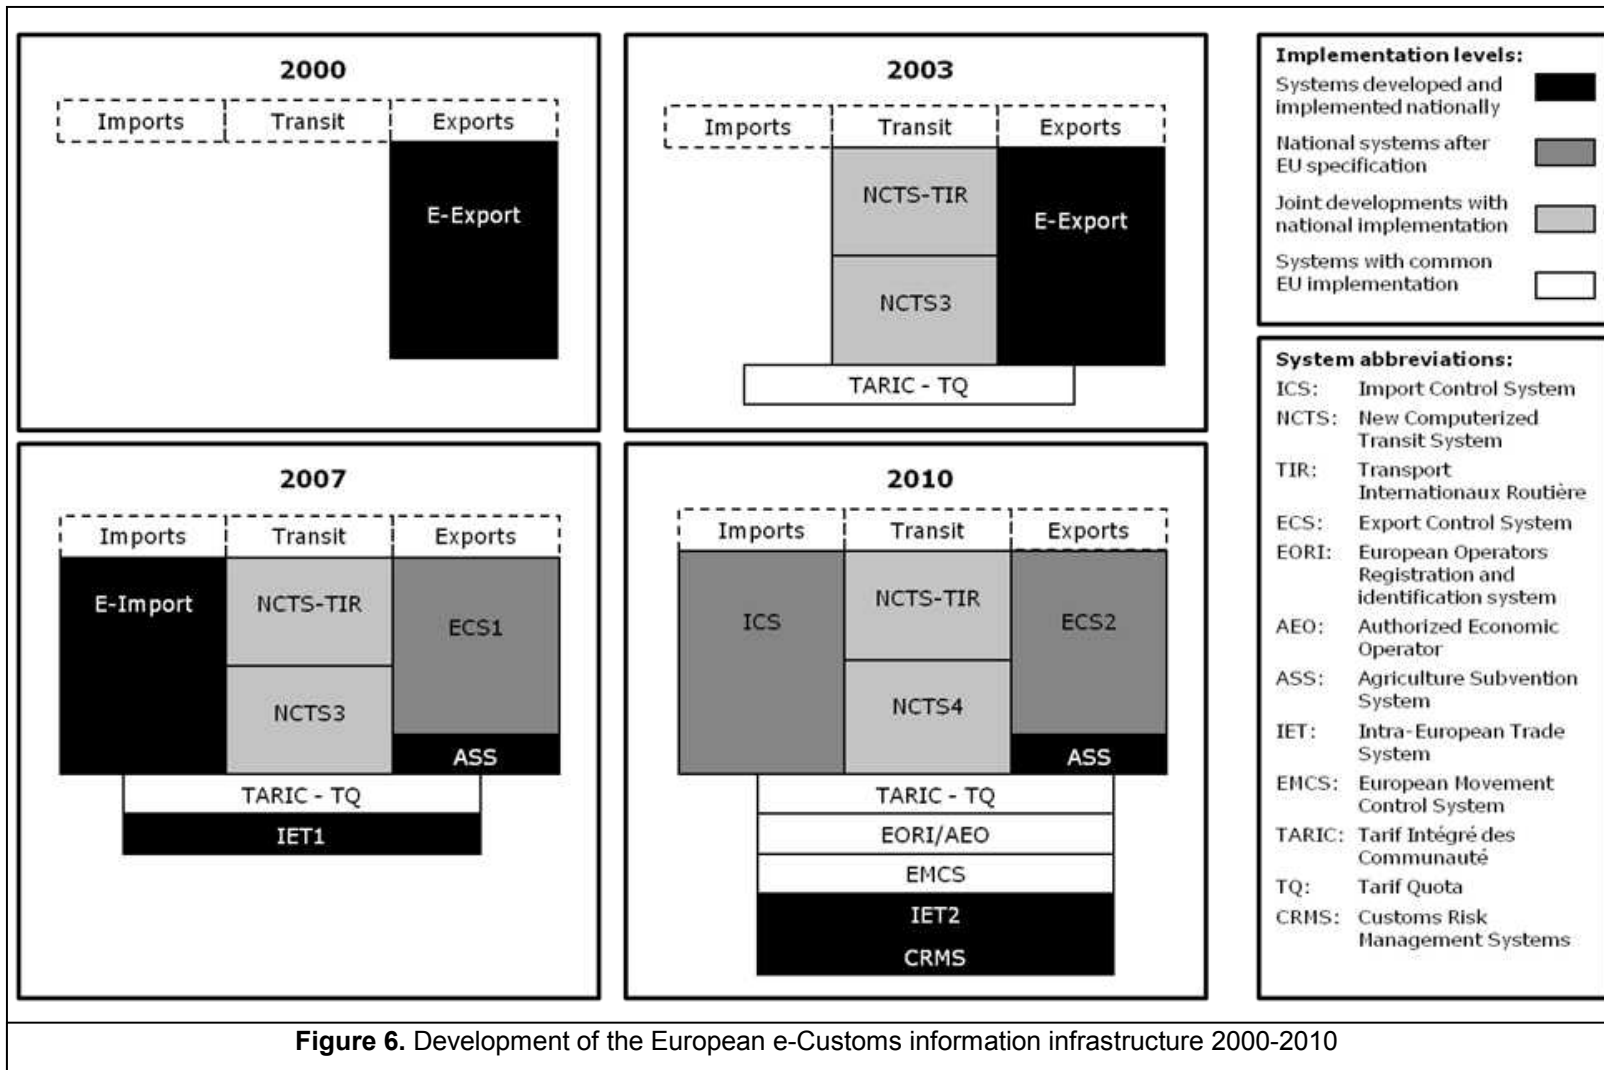 2000
Imports Transit Exports
E-Export
2003
Imports Transit Exports
NCTS-TIR
E-Export
NCTS3
TARIC - TQ
2007
Imports Transit Exports
E-Import
NCTS-TIR
ECS1
NCTS3
ASS
TARIC - TQ
IET1
2010
Imports Transit Exports
ICS
NCTS-TIR
ECS2
NCTS4
ASS
TARIC - TQ
EORI/AEO
EMCS
IET2
CRMS
Implementation levels:
Systems developed and
implemented nationally
National systems after
EU specification
Joint developments with
national implementation
Systems with common
EU implementation
System abbreviations:
ICS: Import Control System
NCTS: New Computerized
Transit System
TIR: Transport
Internationaux Routière
ECS: Export Control System
EORI: European Operators
Registration and
identification system
AEO: Authorized Economic
Operator
ASS: Agriculture Subvention
System
IET: Intra-European Trade
System
EMCS: European Movement
Control System
TARIC: Tarif Intégré des
Communauté
TQ: Tarif Quota
CRMS: Customs Risk
Management Systems
Figure 6. Development of the European e-Customs information infrastructure 2000-2010